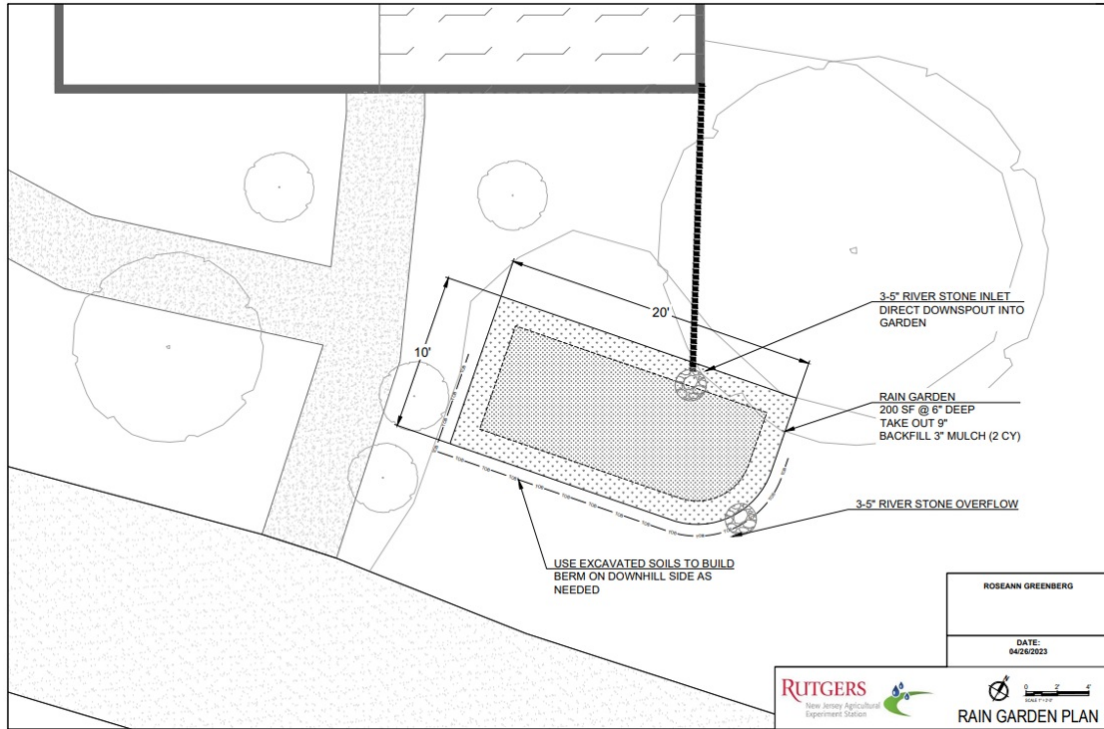 3-5" RIVER STONE INLET
DIRECT DOWNSPOUT INTO
GARDEN
20'
10'
RAIN GARDEN
200 SF @ 6" DEEP
TAKE OUT 9"
BACKFILL 3" MULCH (2 CY)
3-5" RIVER STONE OVERFLOW
USE EXCAVATED SOILS TO BUILD
BERM ON DOWNHILL SIDE AS
NEEDED
ROSEANN GREENBERG
DATE:
04/26/2023
RUTGERS
New Jersey Agricultural
Experiment Station
N
0 2' 4'
RAIN GARDEN PLAN